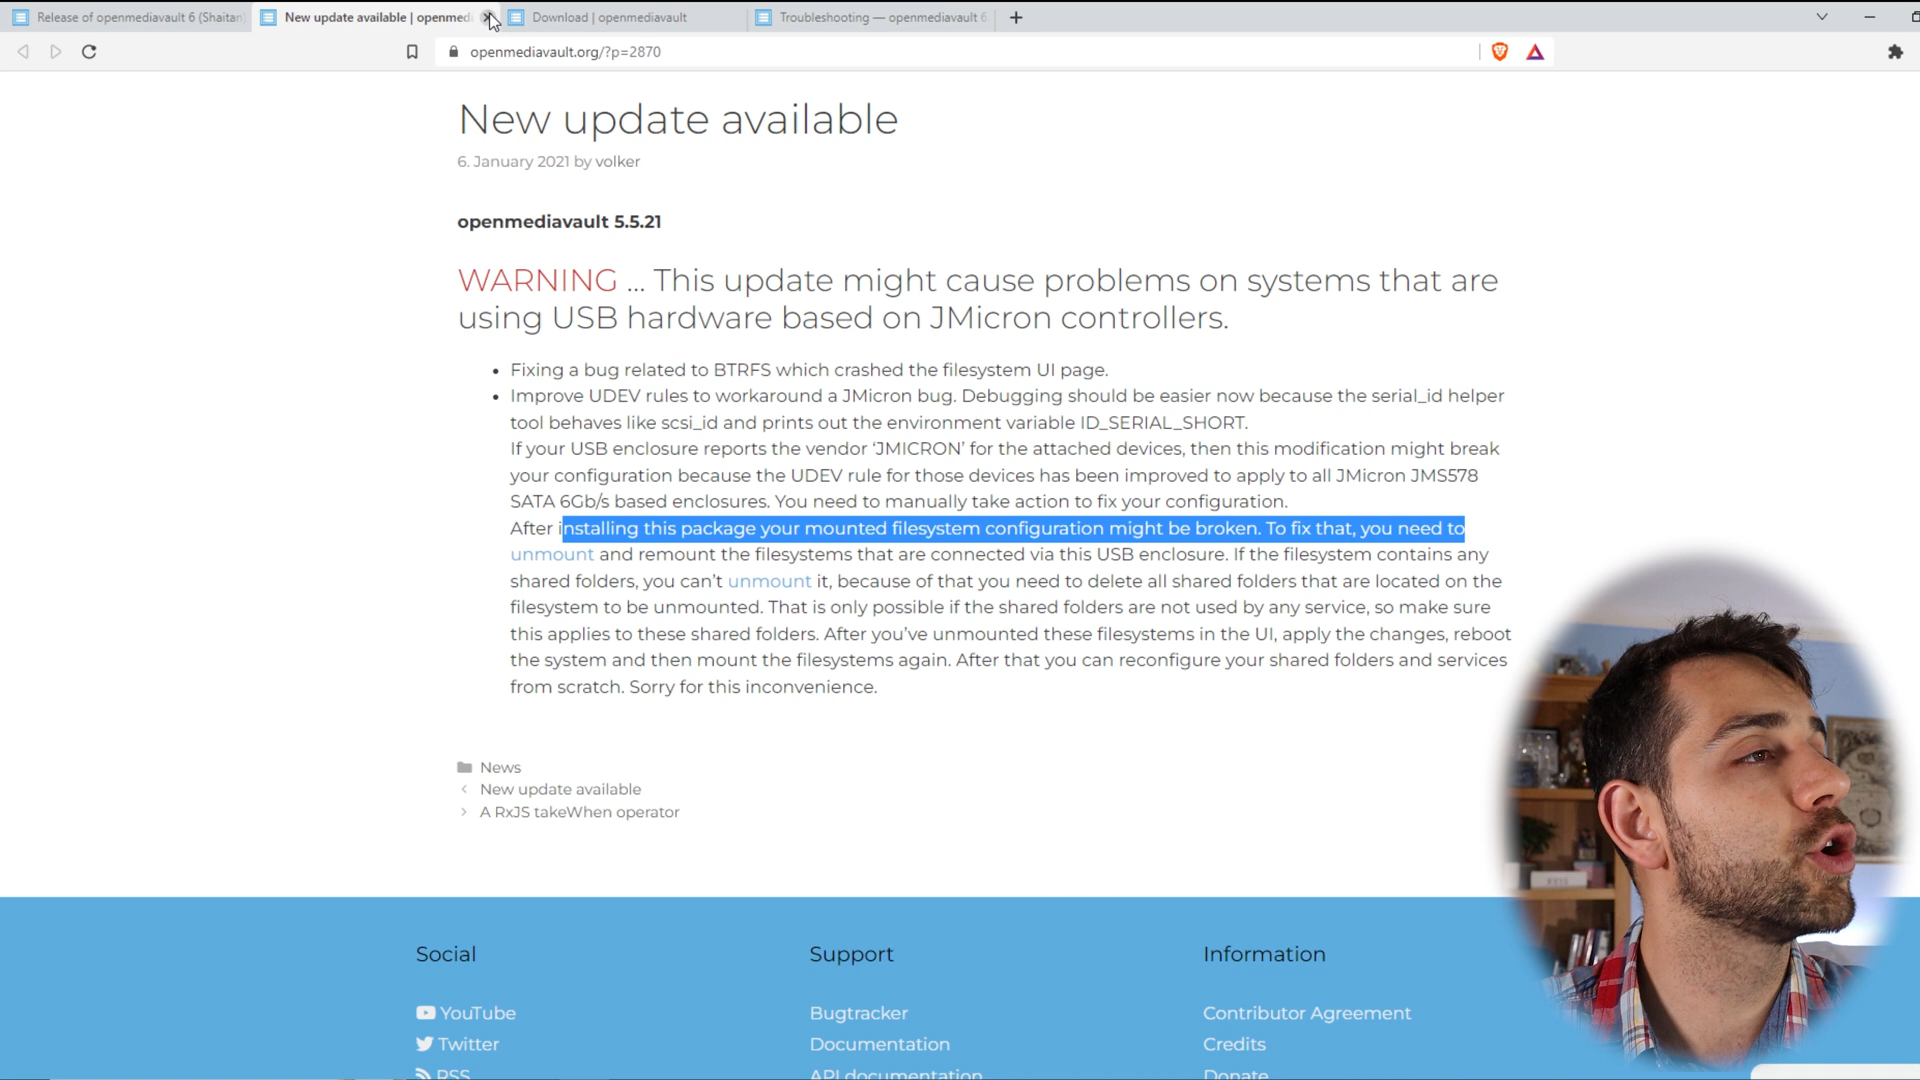 Release of openmediavault 6 (Shaitan
New update available | openmed
Download | openmediavault
Troubleshooting — openmediavault 6.
openmediavault.org/?p=2870
New update available
6. January 2021 by volker
openmediavault 5.5.21
WARNING ... This update might cause problems on systems that are
using USB hardware based on JMicron controllers.
Fixing a bug related to BTRFS which crashed the filesystem UI page.
Improve UDEV rules to workaround a JMicron bug. Debugging should be easier now because the serial_id helper
tool behaves like scsi_id and prints out the environment variable ID_SERIAL_SHORT.
If your USB enclosure reports the vendor ‘JMICRON’ for the attached devices, then this modification might break
your configuration because the UDEV rule for those devices has been improved to apply to all JMicron JMS578
SATA 6Gb/s based enclosures. You need to manually take action to fix your configuration.
After installing this package your mounted filesystem configuration might be broken. To fix that, you need to
unmount and remount the filesystems that are connected via this USB enclosure. If the filesystem contains any
shared folders, you can’t unmount it, because of that you need to delete all shared folders that are located on the
filesystem to be unmounted. That is only possible if the shared folders are not used by any service, so make sure
this applies to these shared folders. After you’ve unmounted these filesystems in the UI, apply the changes, reboot
the system and then mount the filesystems again. After that you can reconfigure your shared folders and services
from scratch. Sorry for this inconvenience.
News
New update available
A RxJS takeWhen operator
Social
Support
Information
YouTube
Bugtracker
Contributor Agreement
Twitter
Documentation
Credits
RSS
API documentation
Donate